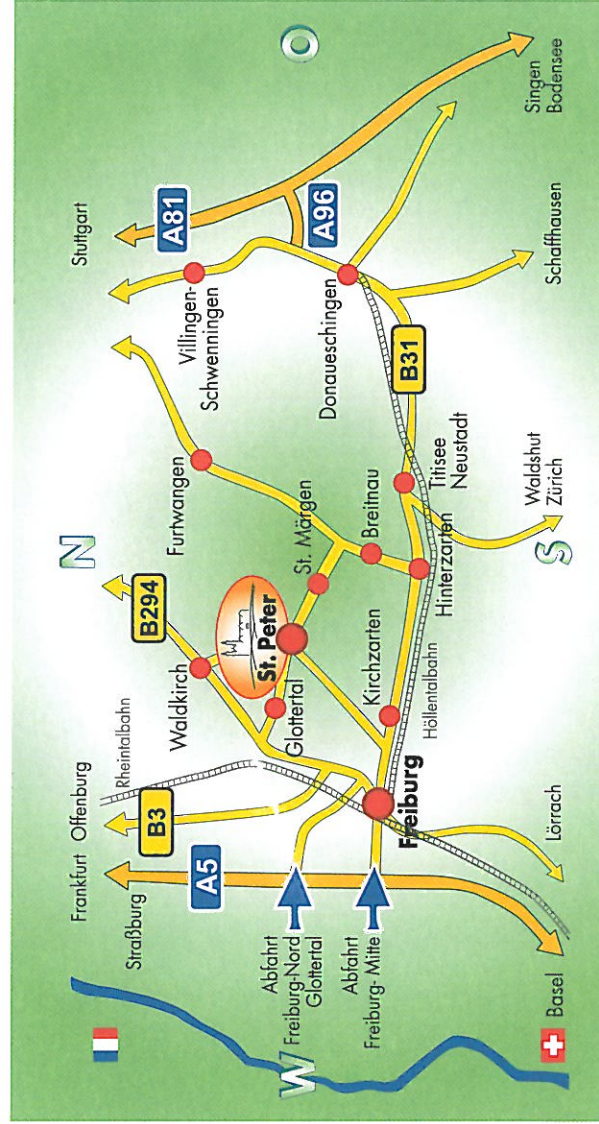 N
O
S
W
Frankfurt
Offenburg
Straßburg
Rheintalbahn
Stuttgart
A5
B3
B294
A81
A96
B31
Waldkirch
Furtwangen
Villingen-
Schwenningen
St. Peter
Glottertal
St. Märgen
Breitnau
Donaueschingen
Abfahrt
Freiburg-Nord
Glottertal
Abfahrt
Freiburg- Mitte
Freiburg
Kirchzarten
Höllentalbahn
Hinterzarten
Titisee
Neustadt
Basel
Lörrach
Waldshut
Zürich
Schaffhausen
Singen
Bodensee